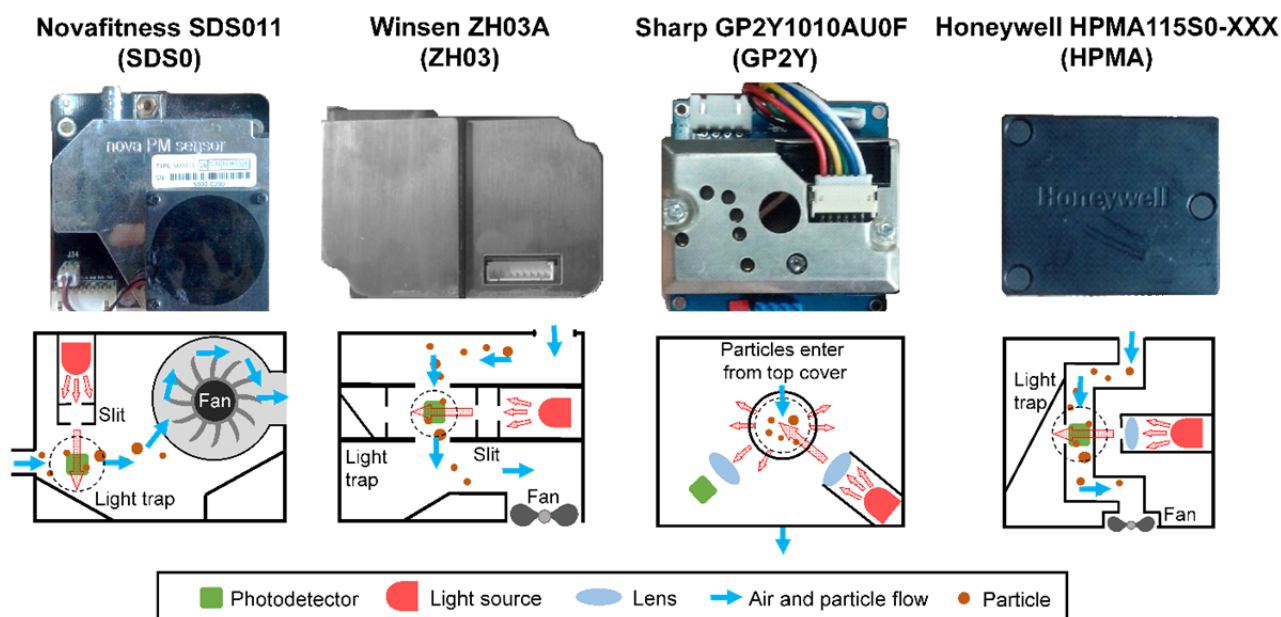 Novafitness SDS011
(SDS0)
Winsen ZH03A
(ZH03)
Sharp GP2Y1010AU0F
(GP2Y)
Honeywell HPMA115S0-XXX
(HPMA)
nova PM sensor
J34
Honeywell
Fan
Slit
Light trap
Light
trap
Slit
Fan
Particles enter
from top cover
Light
trap
Fan
Photodetector
Light source
Lens
Air and particle flow
Particle